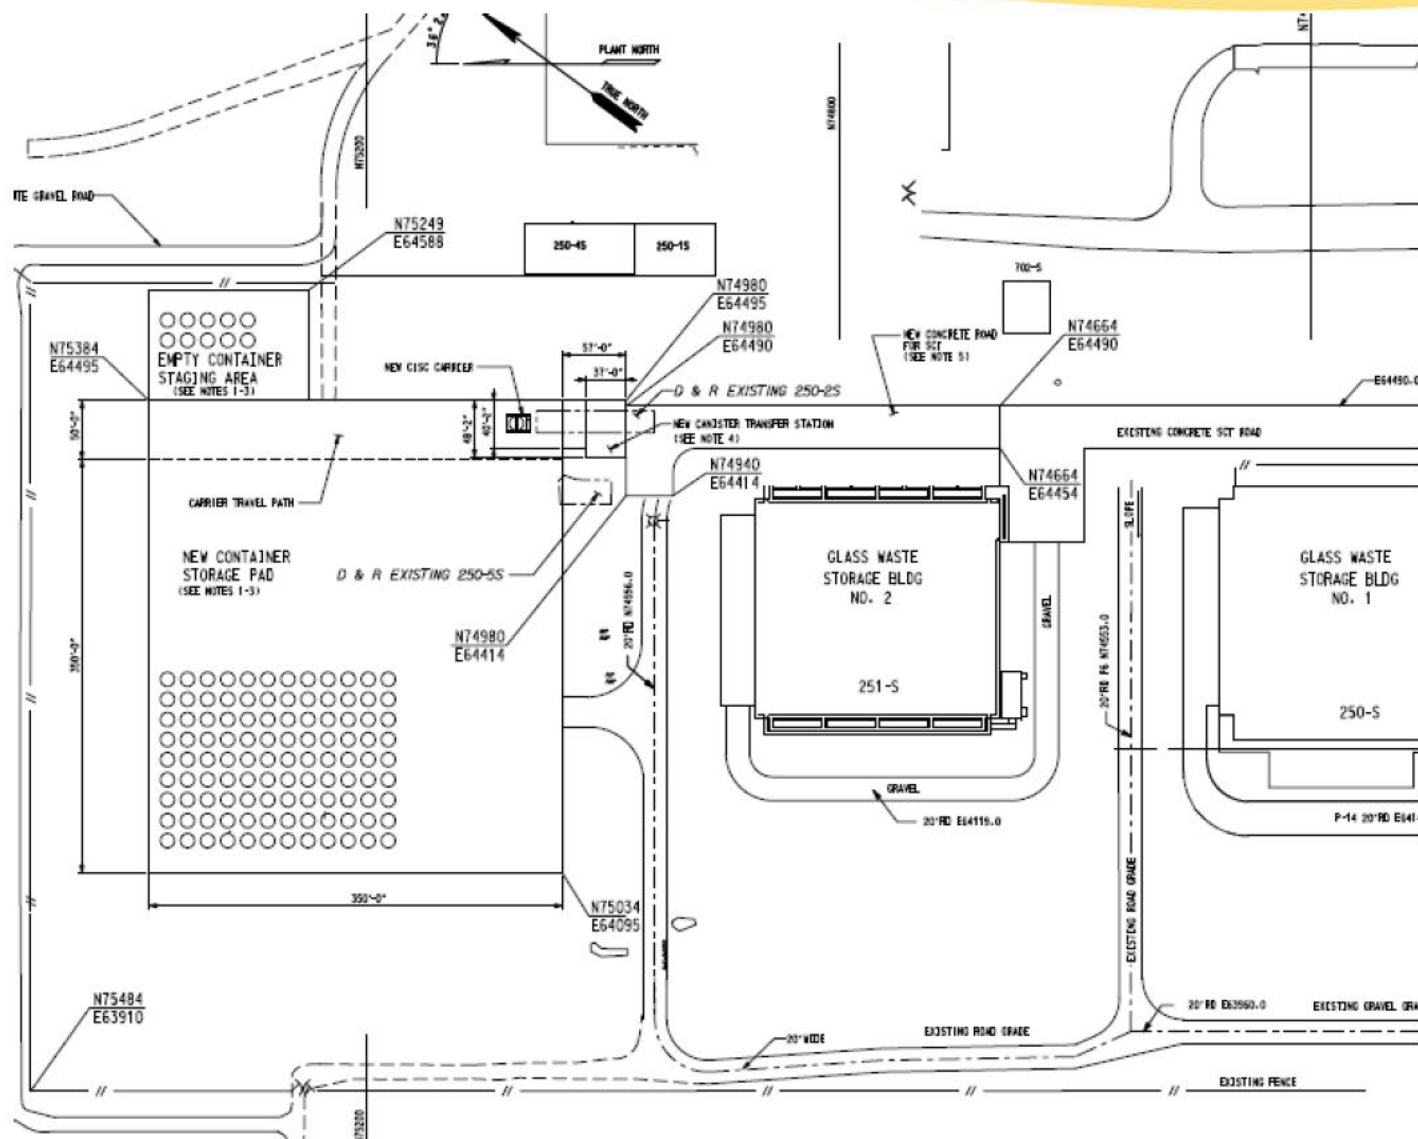 PLANT NORTH
TRUE NORTH
N75200
N74800
GRAVEL ROAD
N75249
E64588
250-4S
250-1S
702-S
N74980
E64495
N74980
E64490
NEW CONCRETE ROAD
FOR SCT
(SEE NOTE 5)
N74664
E64490
N75384
E64495
EMPTY CONTAINER
STAGING AREA
(SEE NOTES 1-3)
NEW CISC CARRIER
57'-0"
37'-0"
D & R EXISTING 250-2S
E64490.0
50'-0"
48'-2"
40'-2"
NEW CANISTER TRANSFER STATION
(SEE NOTE 4)
EXISTING CONCRETE SCT ROAD
N74940
E64414
N74664
E64454
CARRIER TRAVEL PATH
SLOPE
NEW CONTAINER
STORAGE PAD
(SEE NOTES 1-3)
D & R EXISTING 250-5S
GLASS WASTE
STORAGE BLDG
NO. 2
GLASS WASTE
STORAGE BLDG
NO. 1
20'RD N74956.0
GRAVEL
N74980
E64414
350'-0"
251-S
250-S
GRAVEL
20'RD E64119.0
EXISTING ROAD GRADE
350'-0"
N75034
E64095
N75484
E63910
20' WIDE
EXISTING ROAD GRADE
20' RD E63960.0
EXISTING GRAVEL
EXISTING FENCE